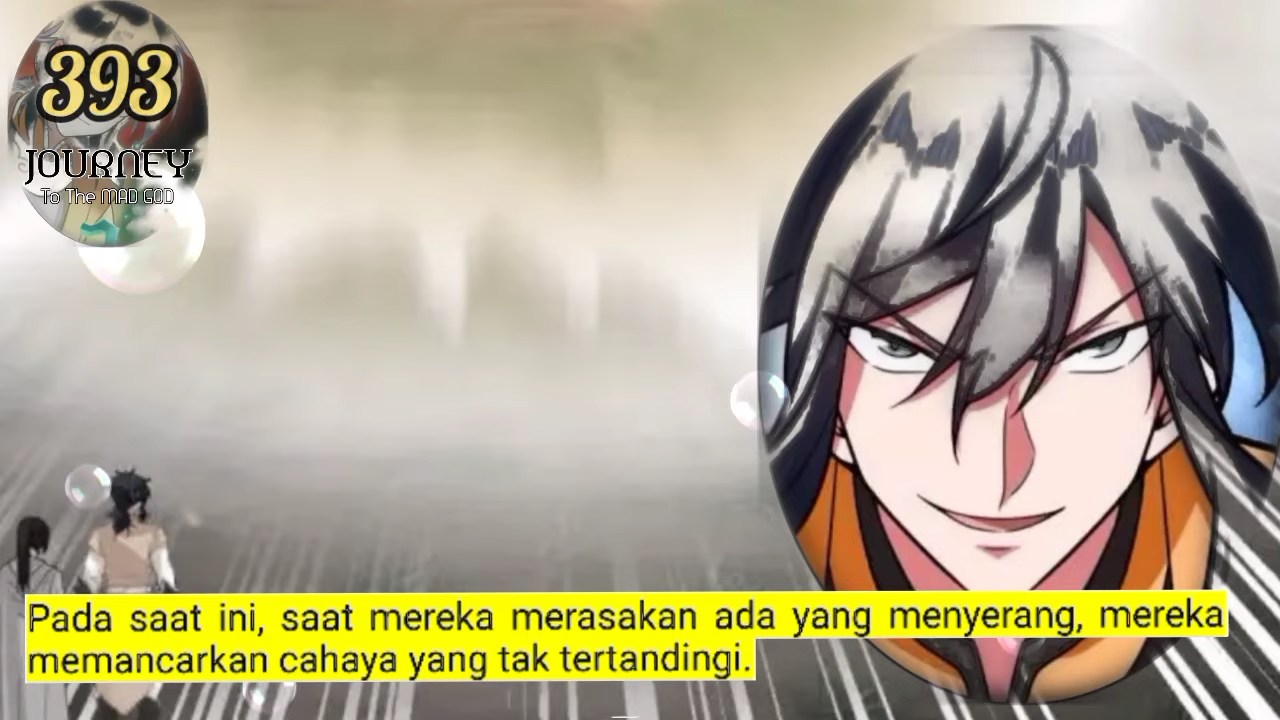 393
JOURNEY
To The MAD GOD
Pada saat ini, saat mereka merasakan ada yang menyerang, mereka
memancarkan cahaya yang tak tertandingi.